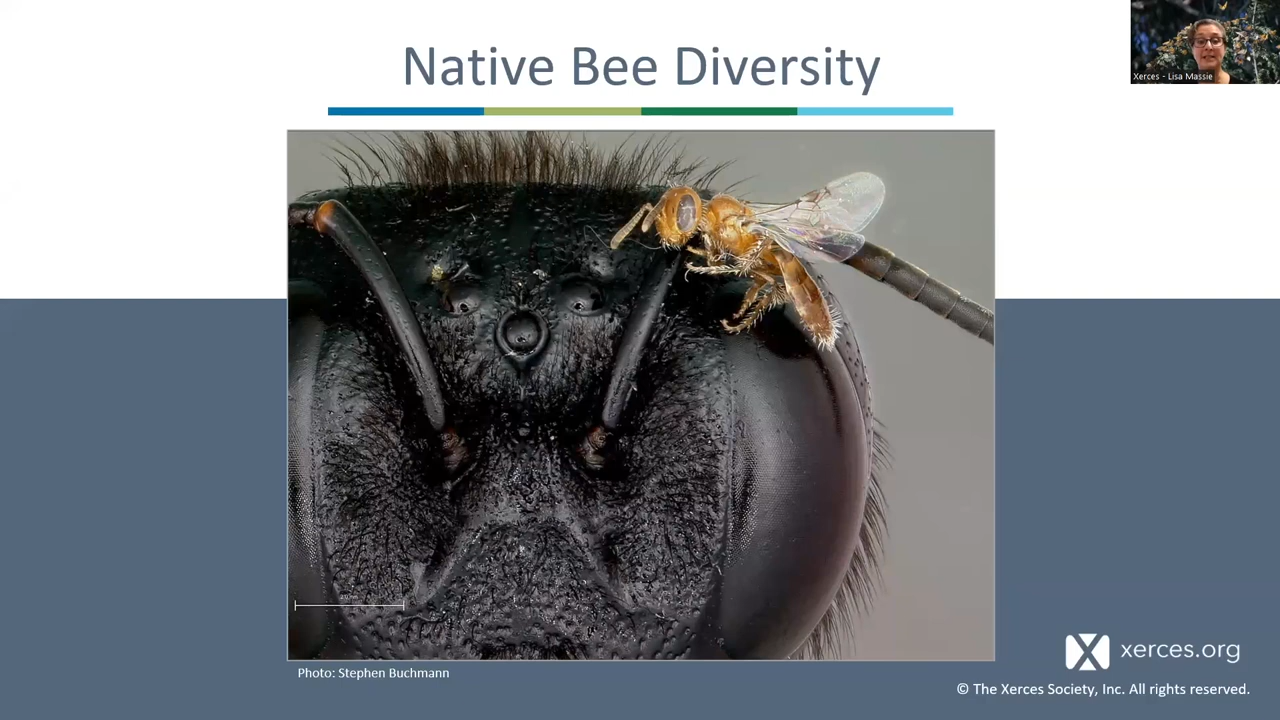 Native Bee Diversity
Xerces - Lisa Massie
Photo: Stephen Buchmann
xerces.org
© The Xerces Society, Inc. All rights reserved.